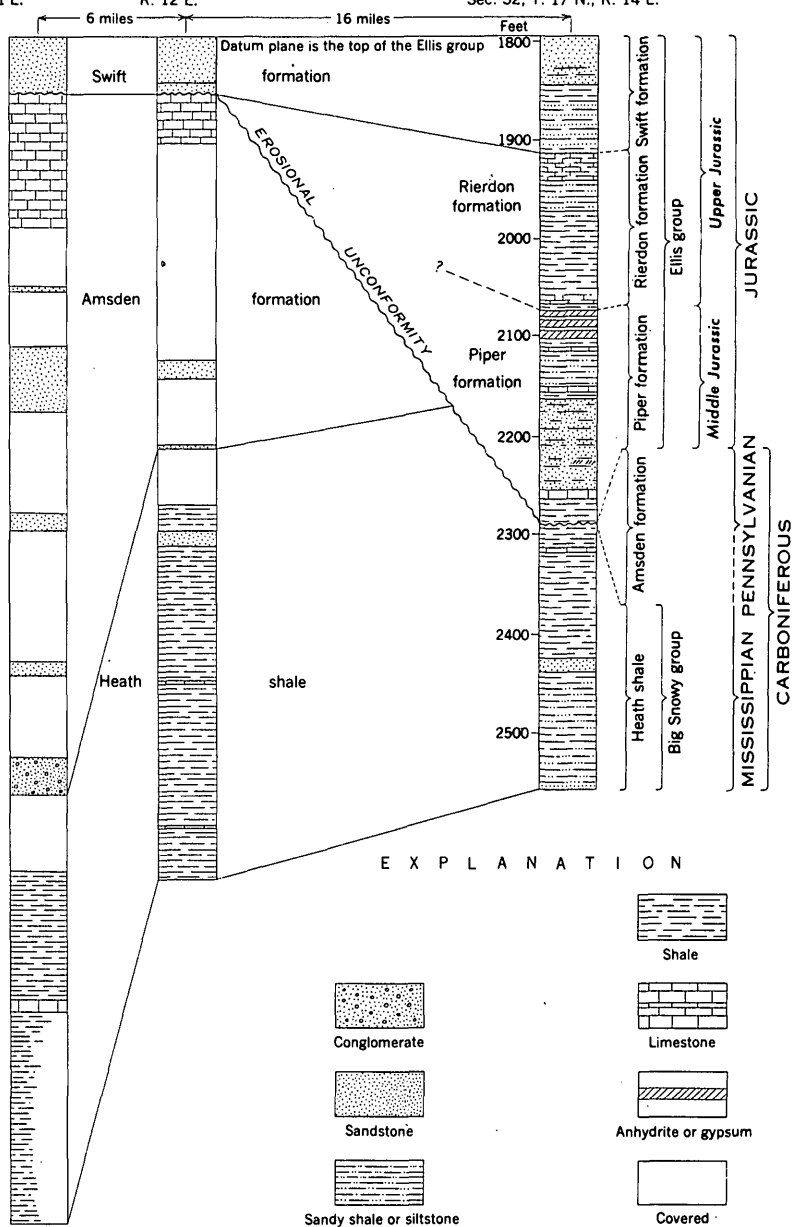 R. 12 E.
Sec. 32, T. 17 N., R. 14 E.
6 miles
16 miles
Feet
Datum plane is the top of the Ellis group
Swift
formation
EROSIONAL UNCONFORMITY
Rierdon
formation
?
Amsden
formation
Piper
formation
Heath
shale
1800
1900
2000
2100
2200
2300
2400
2500
Swift formation
Rierdon formation
Piper formation
Amsden formation
Heath shale
Ellis group
Big Snowy group
Upper Jurassic
Middle Jurassic
JURASSIC
PENNSYLVANIAN
MISSISSIPPIAN
CARBONIFEROUS
EXPLANATION
Shale
Conglomerate
Limestone
Sandstone
Anhydrite or gypsum
Sandy shale or siltstone
Covered